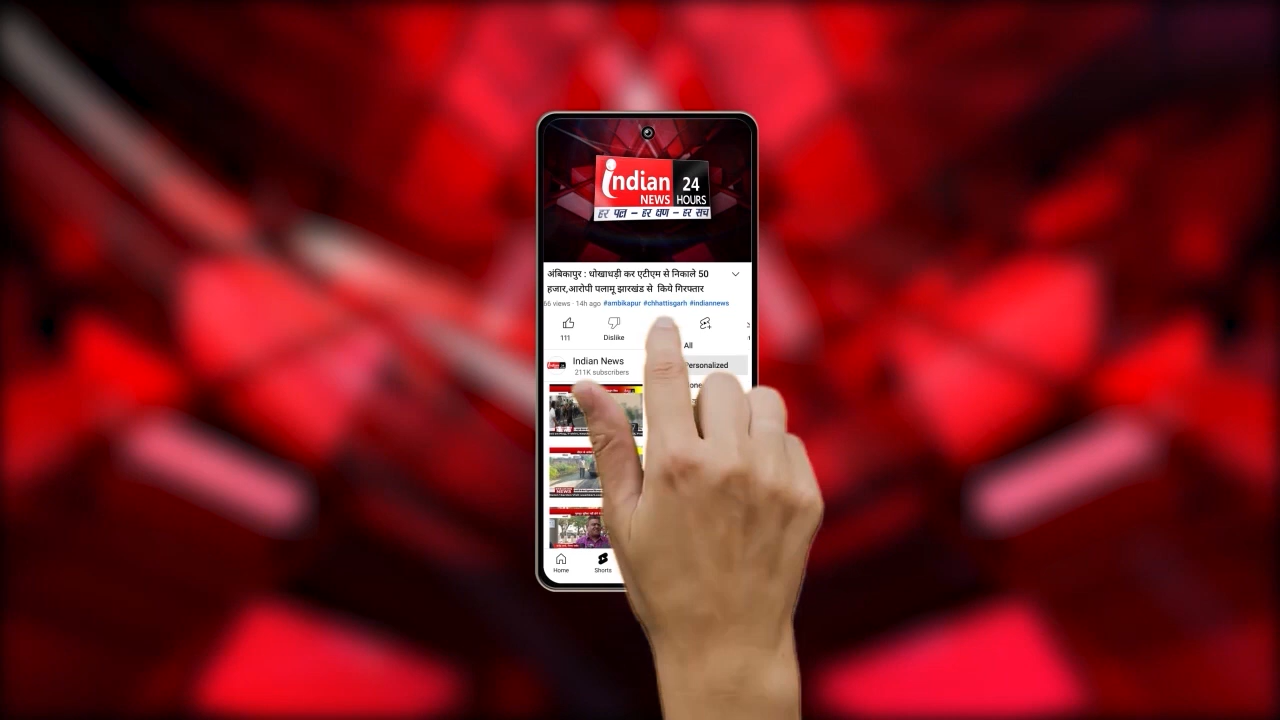 indian
NEWS
24
HOURS
हर पल - हर क्षण - हर सच
अंबिकापुर : धोखाधड़ी कर एटीएम से निकाले 50
हजार,आरोपी पलामू झारखंड से किये गिरफ्तार
66 views · 14h ago #ambikapur #chhattisgarh #indiannews
111
Dislike
All
Indian News
211K subscribers
Personalized
NEWS
Home
Shorts